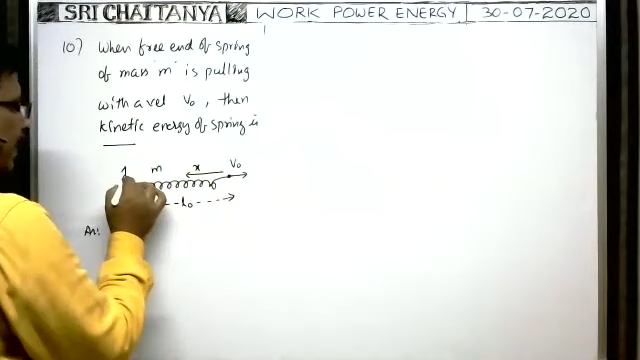 SRI CHAITANYA WORK POWER ENERGY 30-07-2020
10) When free end of spring
of mass "m" is pulling
with a vel V₀, then
kinetic energy of spring is
m x V₀
l₀
An: